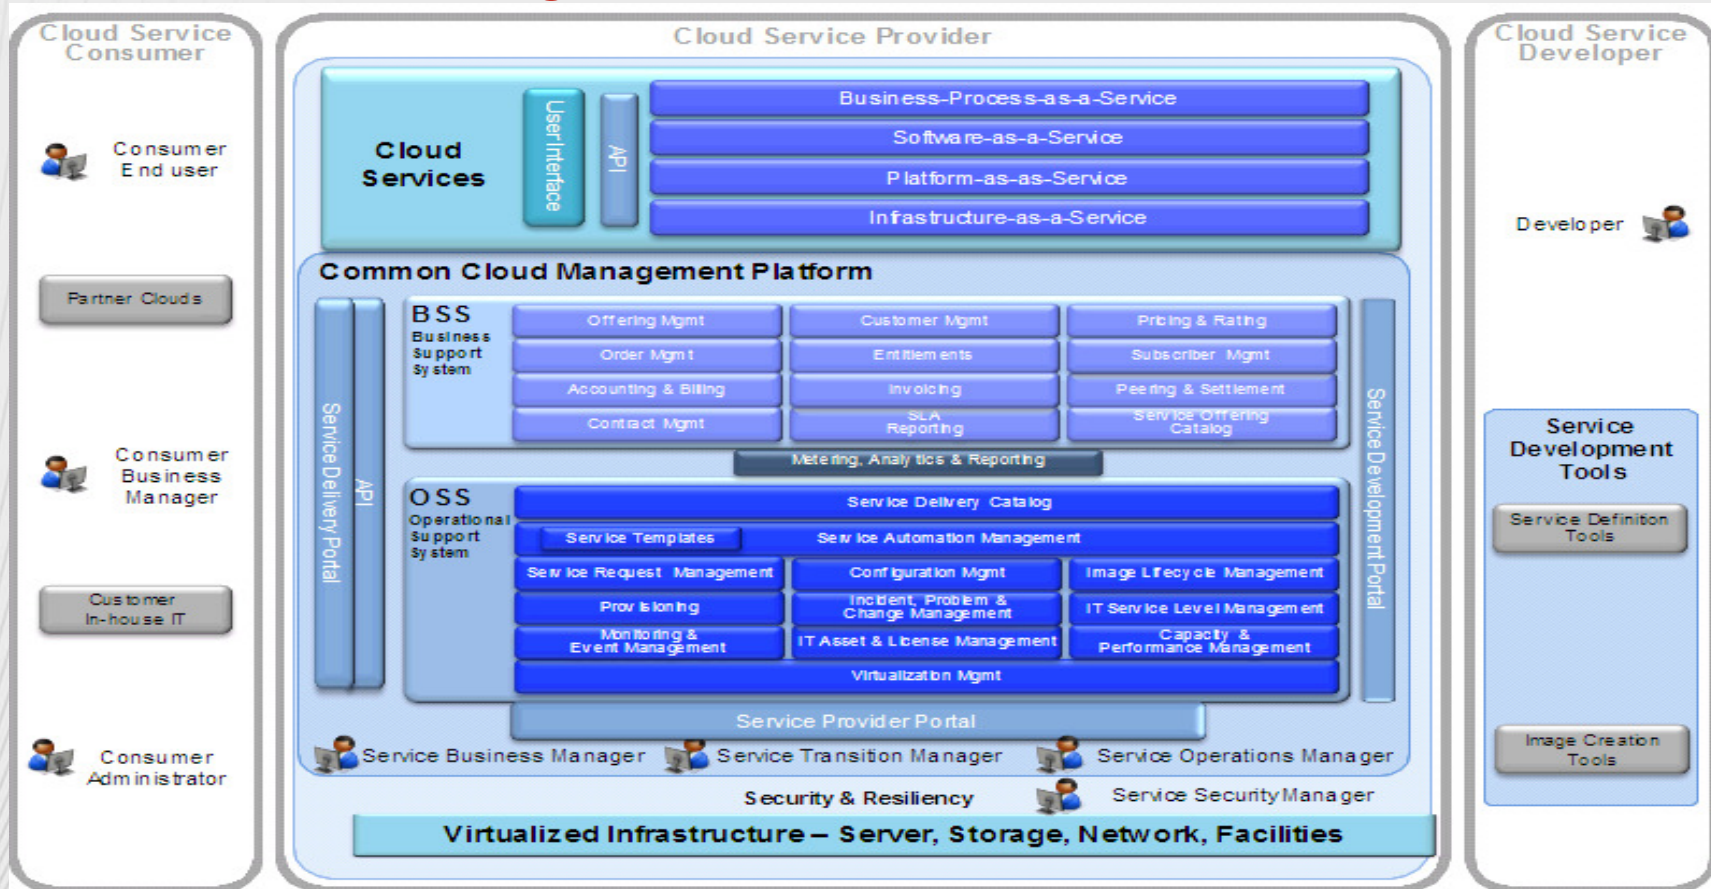 Cloud Service
Consumer
Consumer
End user
Partner Clouds
Consumer
Business
Manager
Customer
In-house IT
Consumer
Administrator
Cloud Service Provider
Cloud
Services
User Interface
API
Business-Process-as-a-Service
Software-as-a-Service
Platform-as-as-Service
Infrastructure-as-a-Service
Common Cloud Management Platform
Service Delivery Portal
API
BSS
Business
Support
System
Offering Mgmt
Customer Mgmt
Pricing & Rating
Order Mgmt
Entitlements
Subscriber Mgmt
Accounting & Billing
Invoicing
Peering & Settlement
Contract Mgmt
SLA
Reporting
Service Offering
Catalog
Metering, Analytics & Reporting
OSS
Operational
Support
System
Service Delivery Catalog
Service Templates
Service Automation Management
Service Request Management
Configuration Mgmt
Image Lifecycle Management
Provisioning
Incident, Problem &
Change Management
IT Service Level Management
Monitoring &
Event Management
IT Asset & License Management
Capacity &
Performance Management
Virtualization Mgmt
Service Development Portal
Service Provider Portal
Service Business Manager
Service Transition Manager
Service Operations Manager
Security & Resiliency
Service Security Manager
Virtualized Infrastructure – Server, Storage, Network, Facilities
Cloud Service
Developer
Developer
Service
Development
Tools
Service Definition
Tools
Image Creation
Tools